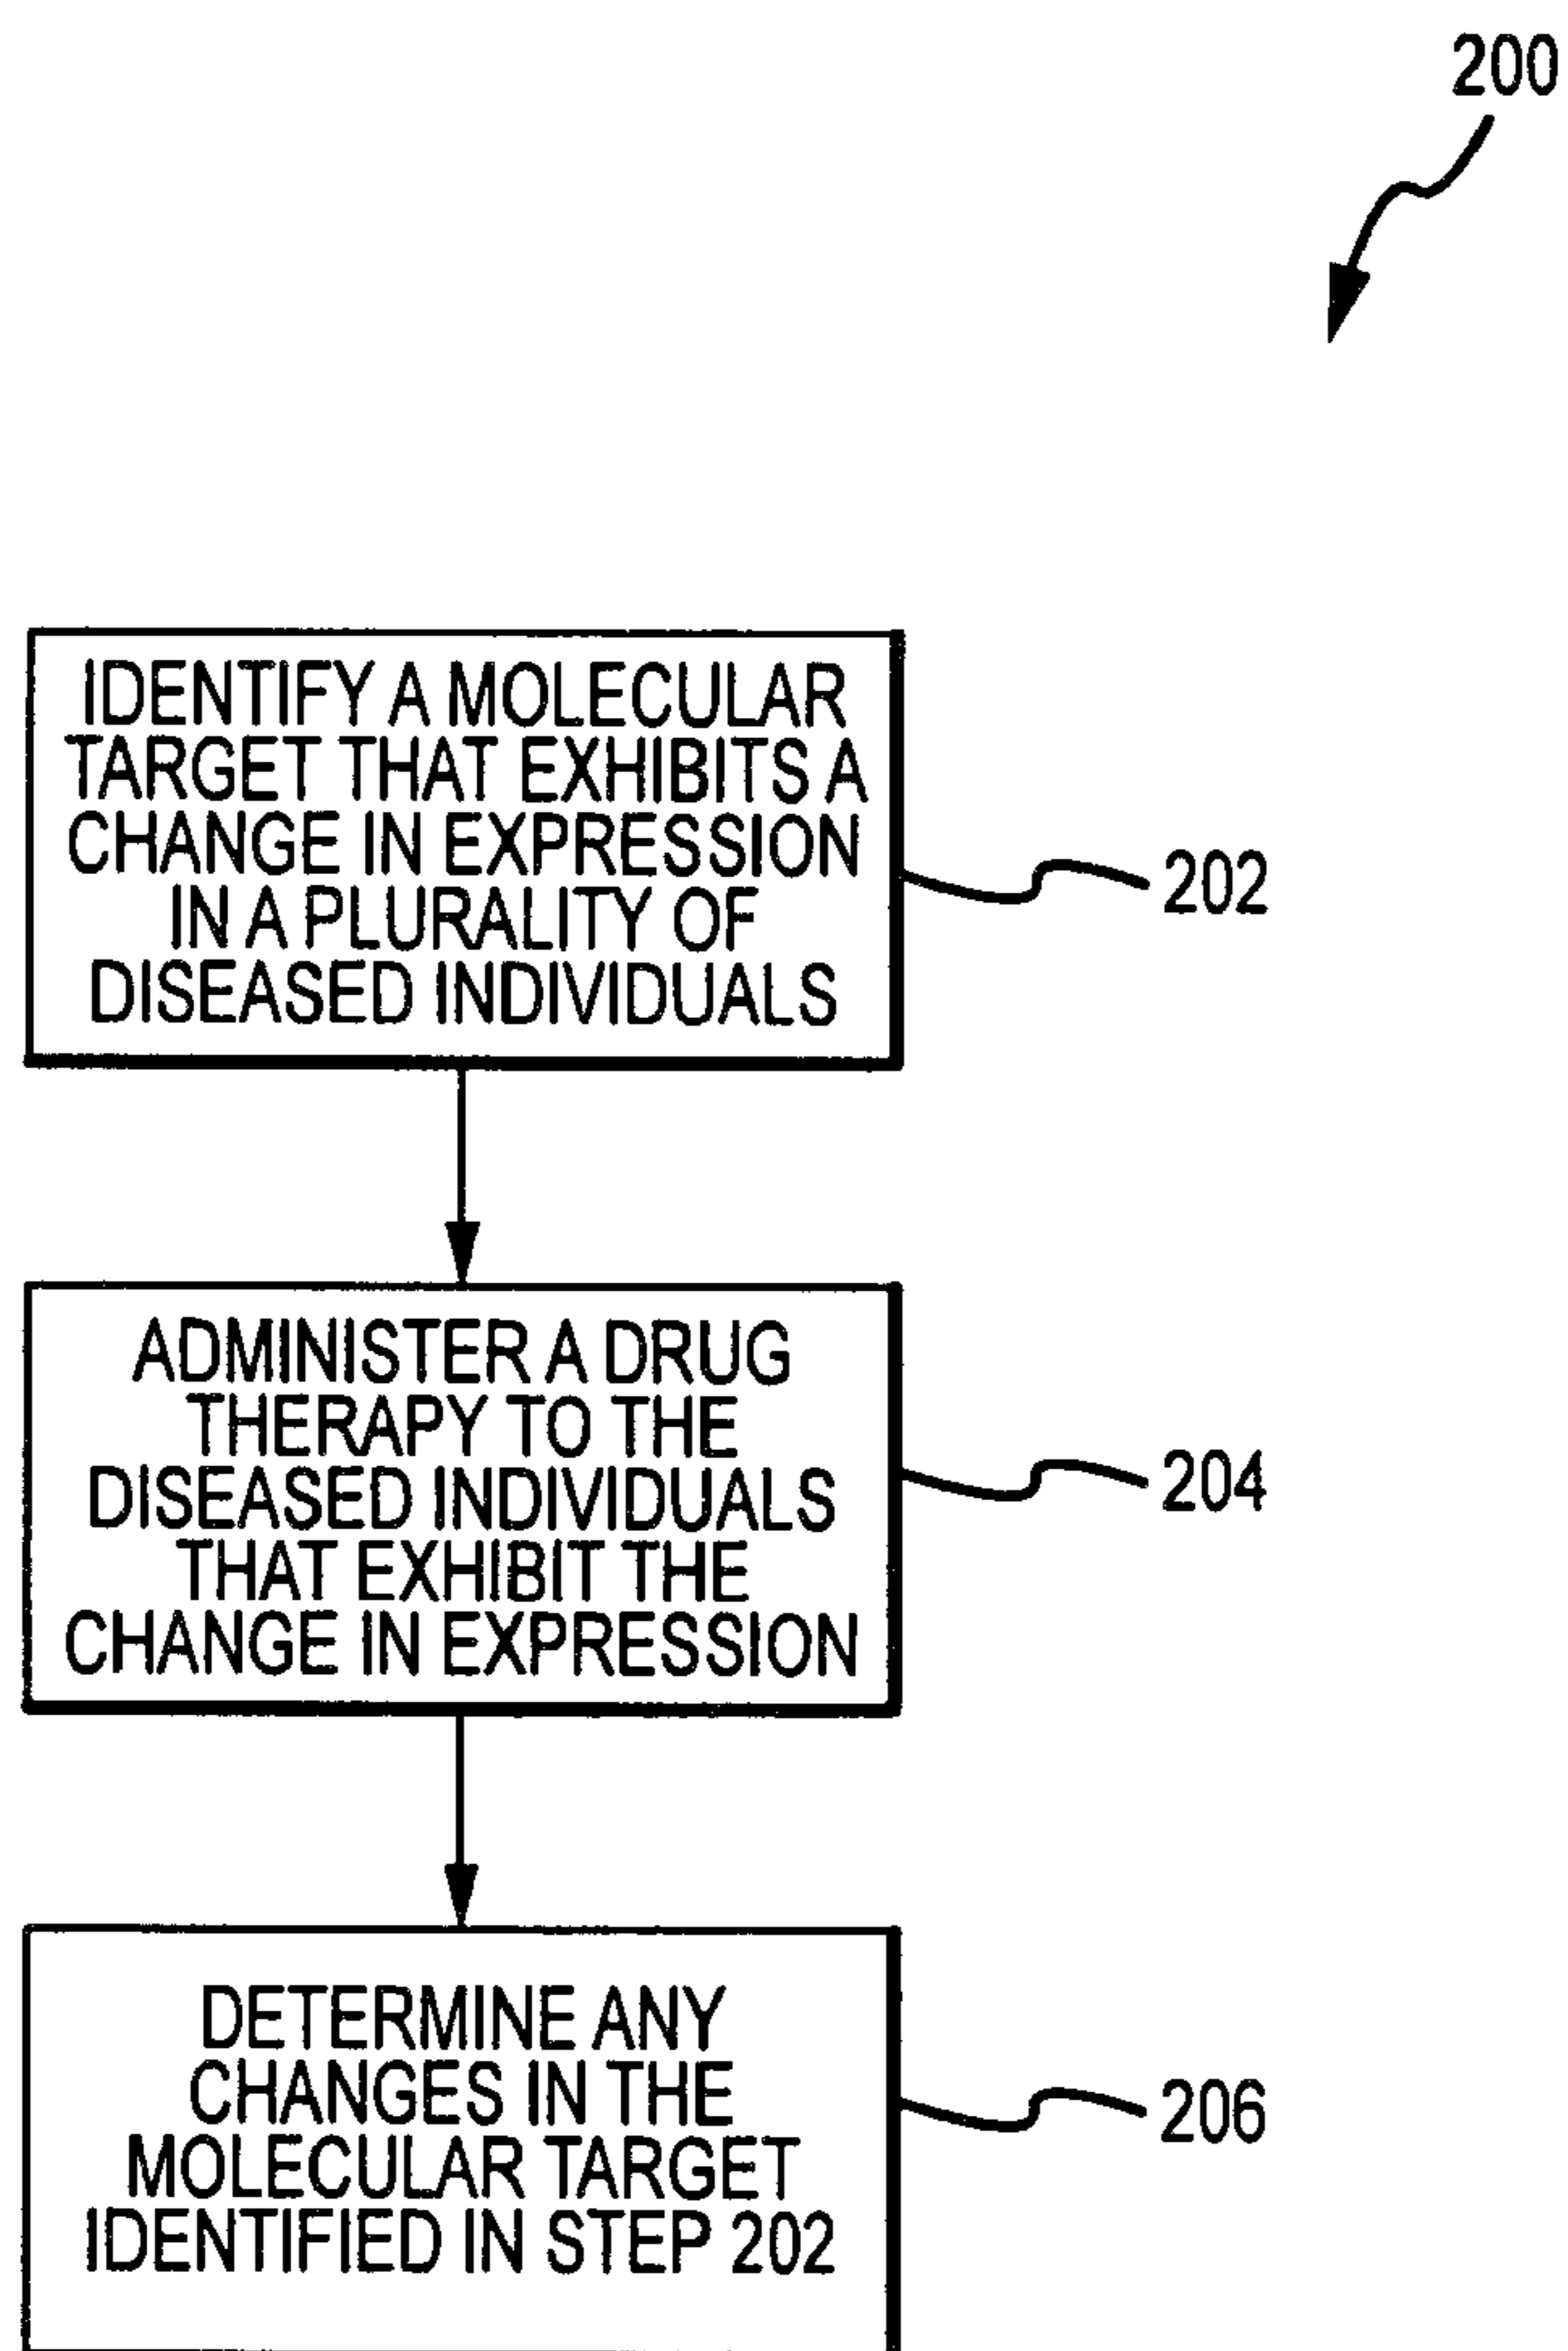 200
IDENTIFY A MOLECULAR
TARGET THAT EXHIBITS A
CHANGE IN EXPRESSION
IN A PLURALITY OF
DISEASED INDIVIDUALS
202
ADMINISTER A DRUG
THERAPY TO THE
DISEASED INDIVIDUALS
THAT EXHIBIT THE
CHANGE IN EXPRESSION
204
DETERMINE ANY
CHANGES IN THE
MOLECULAR TARGET
IDENTIFIED IN STEP 202
206